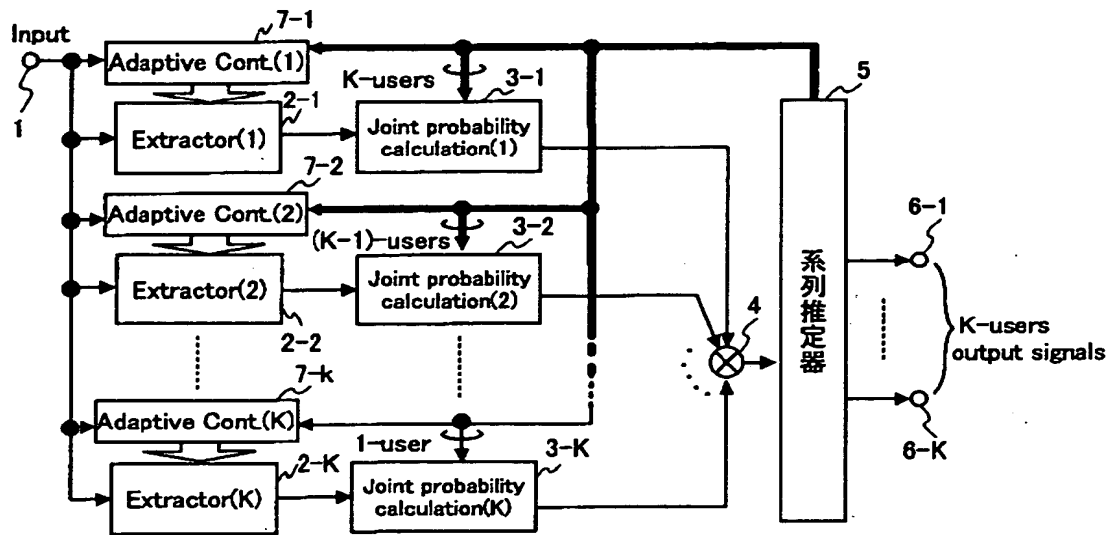 Input
1
7-1
Adaptive Cont.(1)
K-users
3-1
5
2-1
Extractor(1)
Joint probability
calculation(1)
7-2
Adaptive Cont.(2)
(K-1)-users
3-2
Extractor(2)
Joint probability
calculation(2)
2-2
4
系列推定器
6-1
K-users
output signals
6-K
7-k
Adaptive Cont.(K)
1-user
3-K
2-K
Extractor(K)
Joint probability
calculation(K)